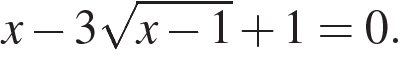 x − 3√(x − 1) + 1 = 0.